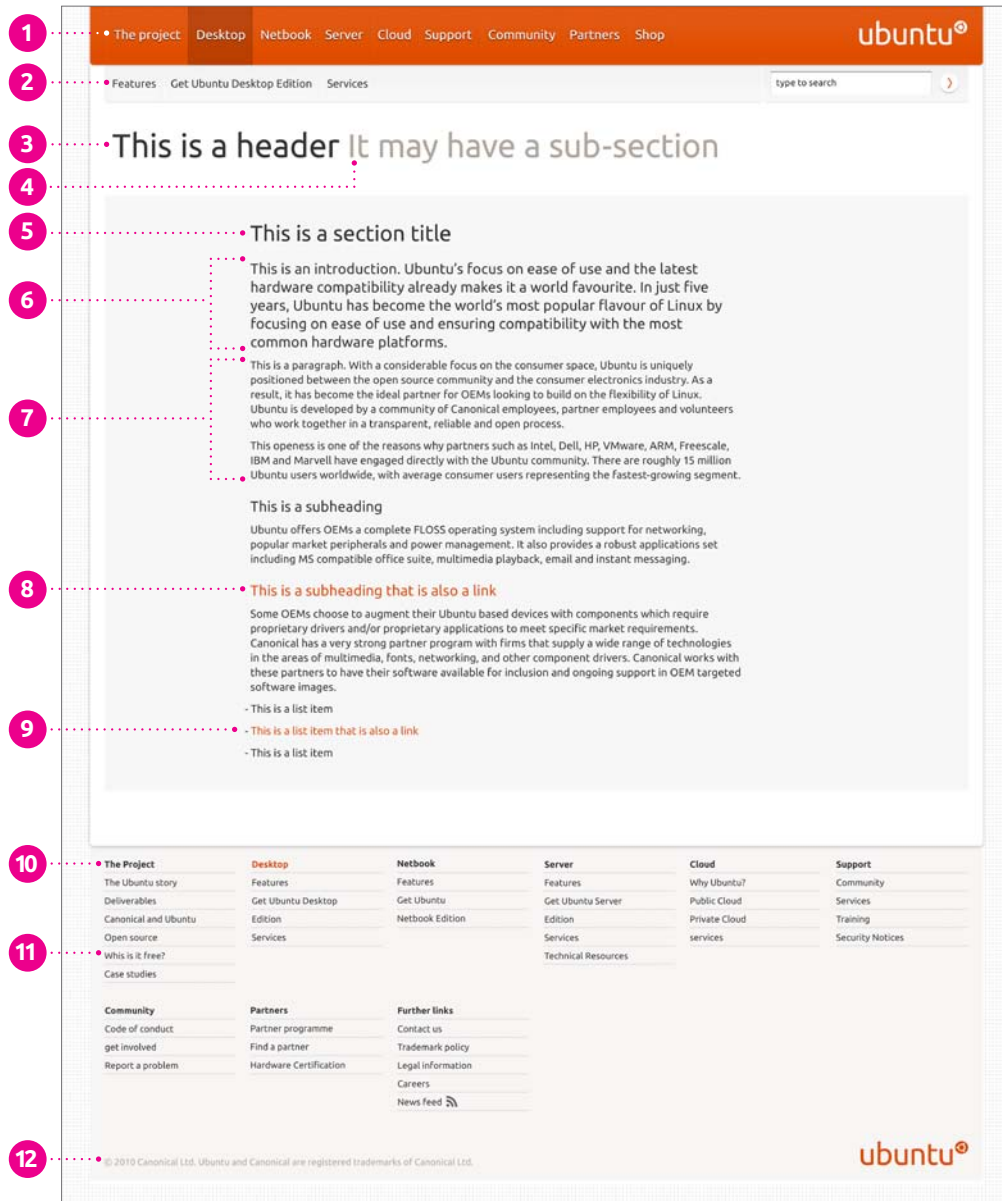 1 The project Desktop Netbook Server Cloud Support Community Partners Shop ubuntu
2 Features Get Ubuntu Desktop Edition Services type to search
3 This is a header It may have a sub-section
4
5 This is a section title
6
This is an introduction. Ubuntu's focus on ease of use and the latest
hardware compatibility already makes it a world favourite. In just five
years, Ubuntu has become the world's most popular flavour of Linux by
focusing on ease of use and ensuring compatibility with the most
common hardware platforms.
7
This is a paragraph. With a considerable focus on the consumer space, Ubuntu is uniquely
positioned between the open source community and the consumer electronics industry. As a
result, it has become the ideal partner for OEMs looking to build on the flexibility of Linux.
Ubuntu is developed by a community of Canonical employees, partner employees and volunteers
who work together in a transparent, reliable and open process.
This openess is one of the reasons why partners such as Intel, Dell, HP, VMware, ARM, Freescale,
IBM and Marvell have engaged directly with the Ubuntu community. There are roughly 15 million
Ubuntu users worldwide, with average consumer users representing the fastest-growing segment.
This is a subheading
Ubuntu offers OEMs a complete FLOSS operating system including support for networking,
popular market peripherals and power management. It also provides a robust applications set
including MS compatible office suite, multimedia playback, email and instant messaging.
8 This is a subheading that is also a link
Some OEMs choose to augment their Ubuntu based devices with components which require
proprietary drivers and/or proprietary applications to meet specific market requirements.
Canonical has a very strong partner program with firms that supply a wide range of technologies
in the areas of multimedia, fonts, networking, and other component drivers. Canonical works with
these partners to have their software available for inclusion and ongoing support in OEM targeted
software images.
- This is a list item
9 - This is a list item that is also a link
- This is a list item
10 The Project Desktop Netbook Server Cloud Support
The Ubuntu story Features Features Features Why Ubuntu? Community
Deliverables Get Ubuntu Desktop Get Ubuntu Get Ubuntu Server Public Cloud Services
Canonical and Ubuntu Edition Netbook Edition Edition Private Cloud Training
Open source Services Services services Security Notices
11 Whis is it free? Technical Resources
Case studies
Community Partners Further links
Code of conduct Partner programme Contact us
get involved Find a partner Trademark policy
Report a problem Hardware Certification Legal information
Careers
News feed
12 © 2010 Canonical Ltd. Ubuntu and Canonical are registered trademarks of Canonical Ltd. ubuntu